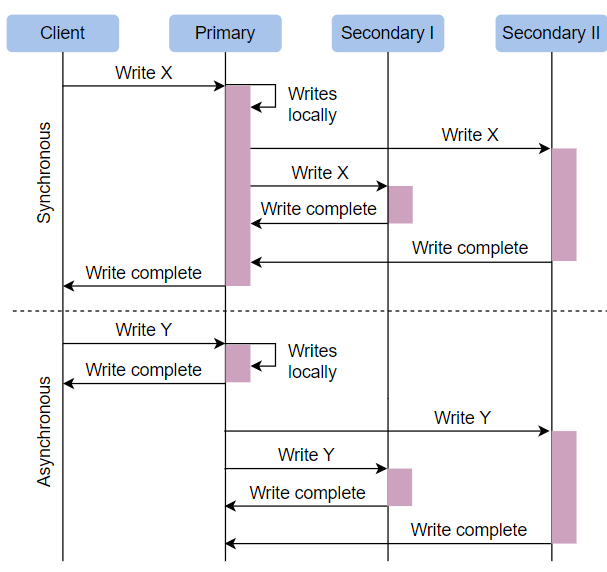 Client
Primary
Secondary I
Secondary II
Write X
Writes
locally
Write X
Write X
Write complete
Write complete
Write complete
Synchronous
Write Y
Writes
locally
Write complete
Write Y
Write Y
Write complete
Write complete
Asynchronous